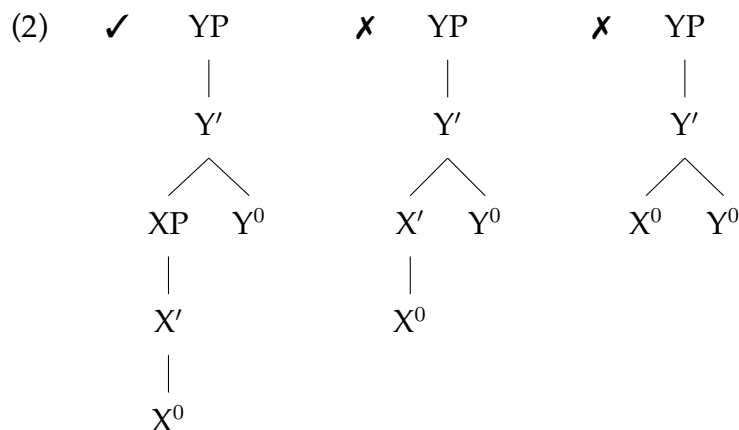 (2) ✓ YP ✗ YP ✗ YP
Y′ Y′ Y′
XP Y⁰ X′ Y⁰ X⁰ Y⁰
X′ X⁰
X⁰